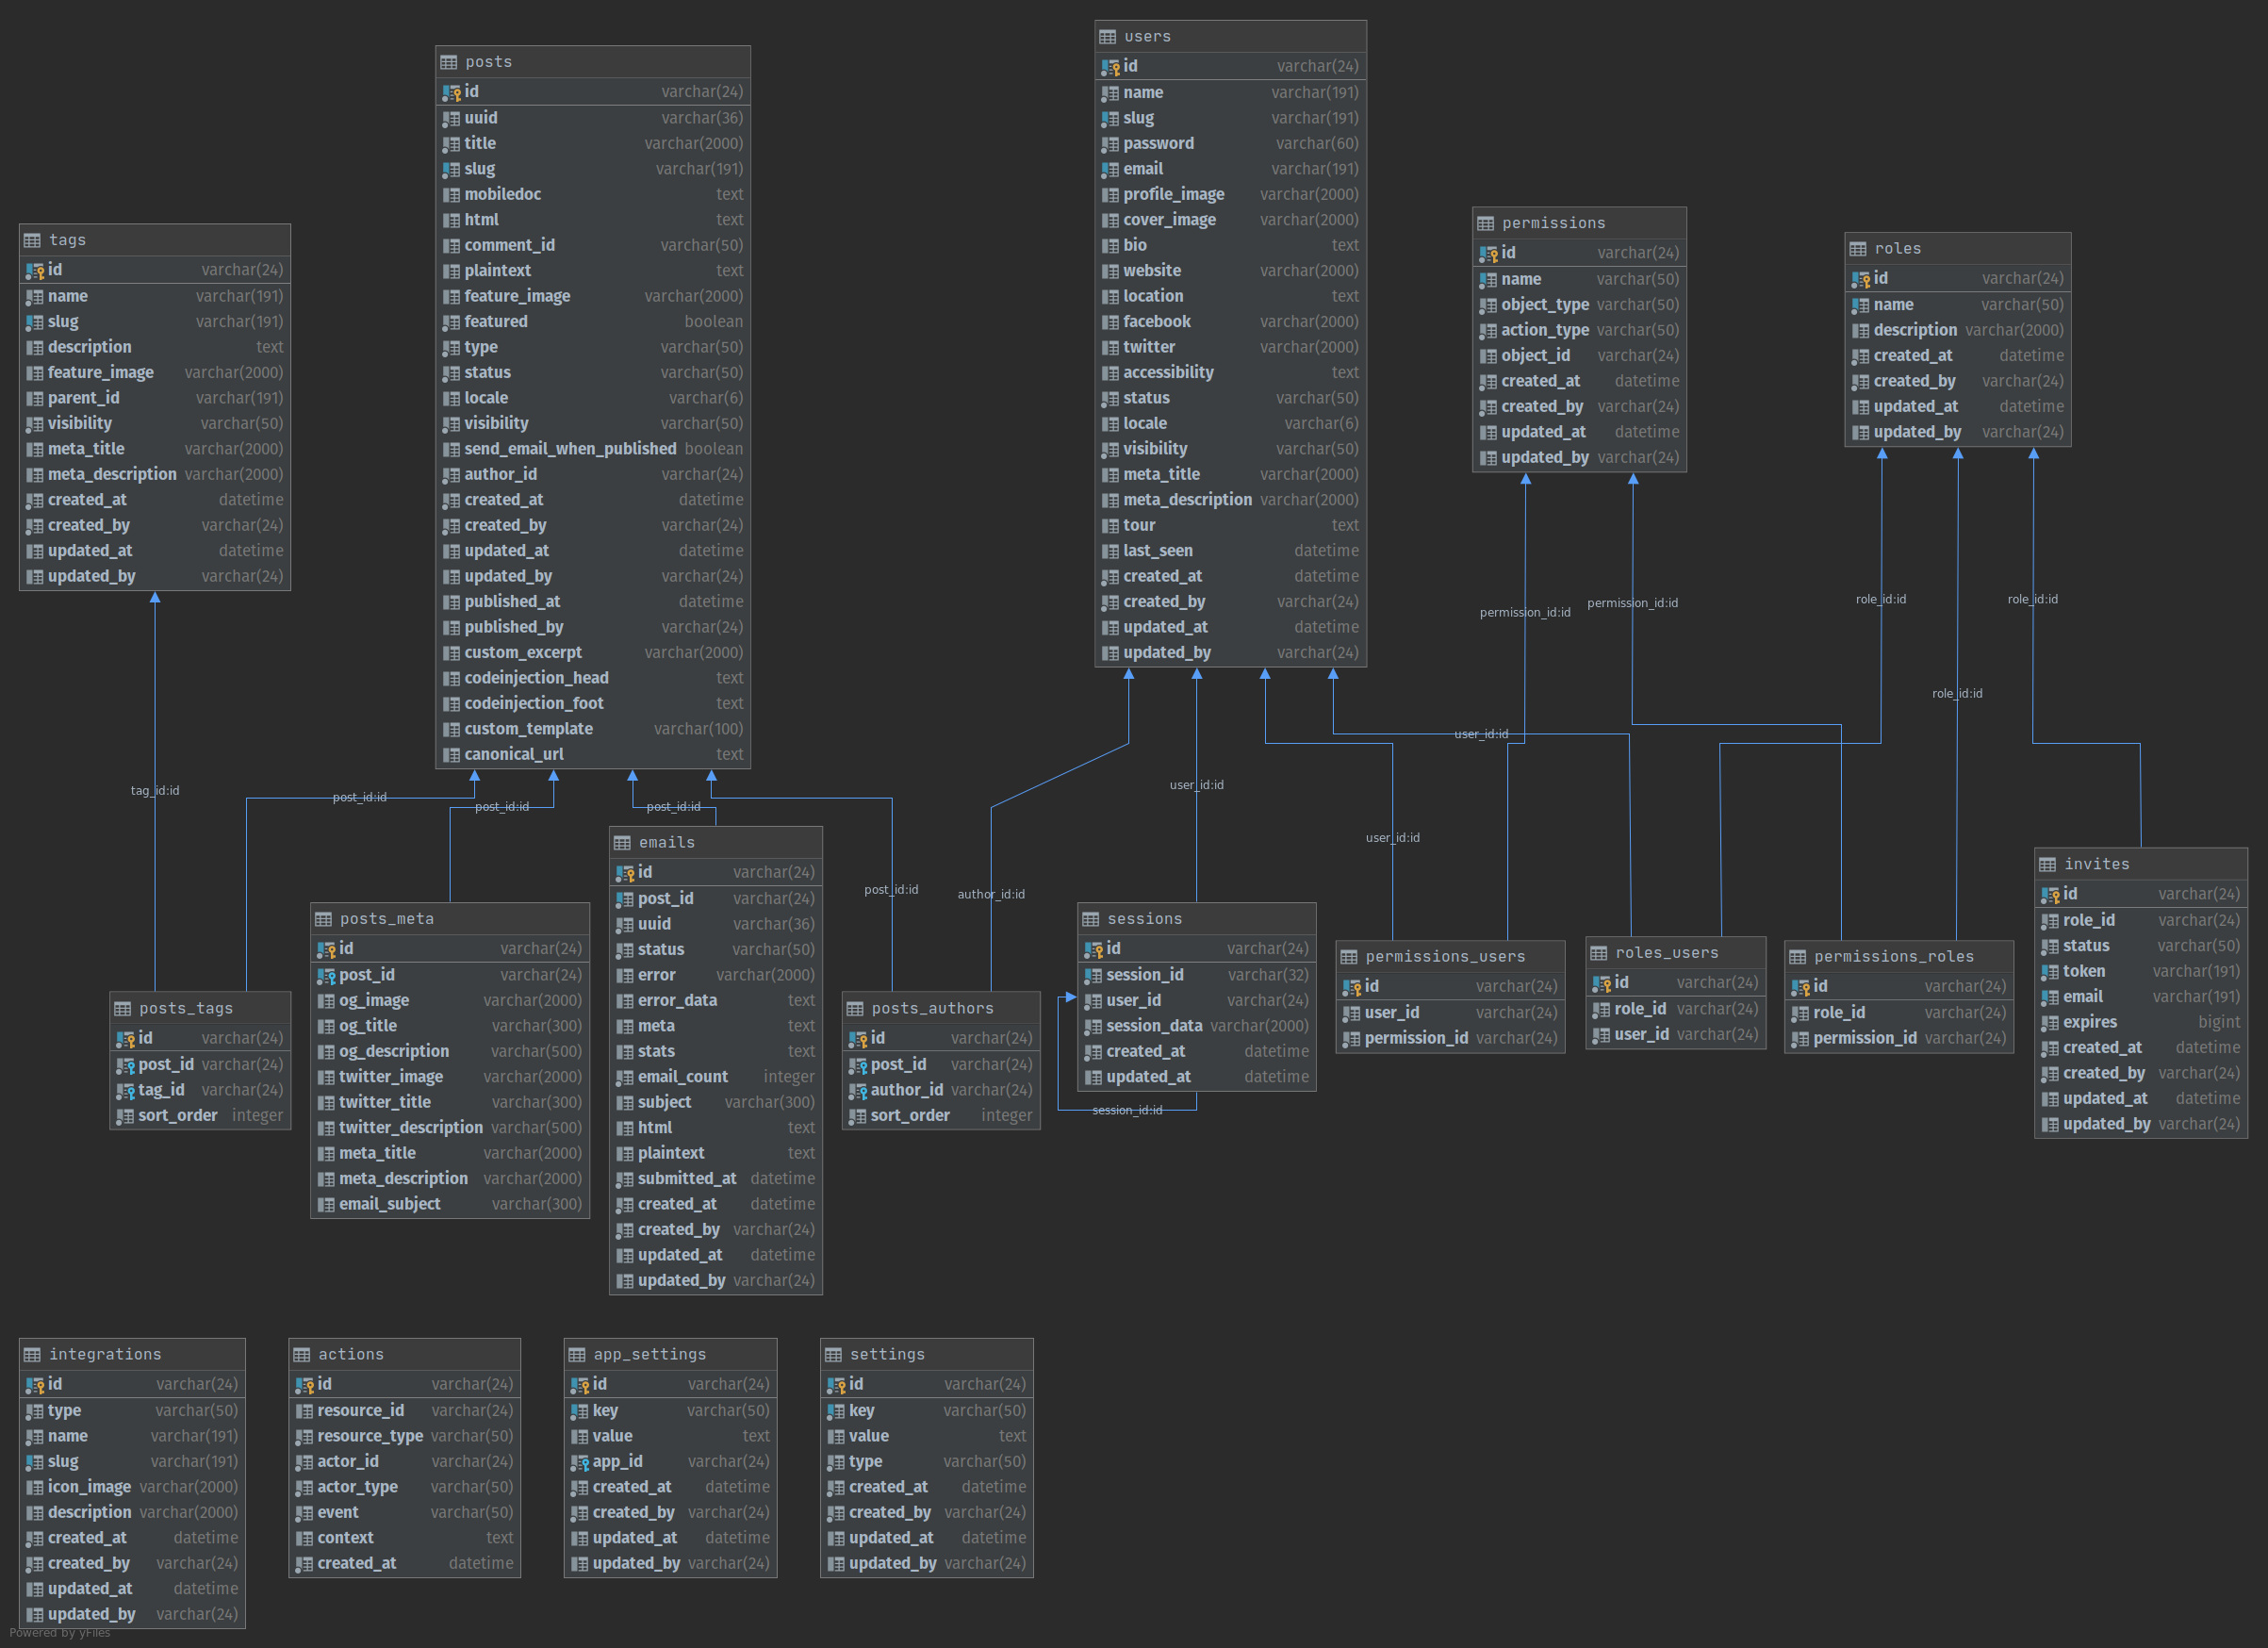 users
id varchar(24)
name varchar(191)
slug varchar(191)
password varchar(60)
email varchar(191)
profile_image varchar(2000)
cover_image varchar(2000)
bio text
website varchar(2000)
location text
facebook varchar(2000)
twitter varchar(2000)
accessibility text
status varchar(50)
locale varchar(6)
visibility varchar(50)
meta_title varchar(2000)
meta_description varchar(2000)
tour text
last_seen datetime
created_at datetime
created_by varchar(24)
updated_at datetime
updated_by varchar(24)
posts
id varchar(24)
uuid varchar(36)
title varchar(2000)
slug varchar(191)
mobiledoc text
html text
comment_id varchar(50)
plaintext text
feature_image varchar(2000)
featured boolean
type varchar(50)
status varchar(50)
locale varchar(6)
visibility varchar(50)
send_email_when_published boolean
author_id varchar(24)
created_at datetime
created_by varchar(24)
updated_at datetime
updated_by varchar(24)
published_at datetime
published_by varchar(24)
custom_excerpt varchar(2000)
codeinjection_head text
codeinjection_foot text
custom_template varchar(100)
canonical_url text
tags
id varchar(24)
name varchar(191)
slug varchar(191)
description text
feature_image varchar(2000)
parent_id varchar(191)
visibility varchar(50)
meta_title varchar(2000)
meta_description varchar(2000)
created_at datetime
created_by varchar(24)
updated_at datetime
updated_by varchar(24)
permissions
id varchar(24)
name varchar(50)
object_type varchar(50)
action_type varchar(50)
object_id varchar(24)
created_at datetime
created_by varchar(24)
updated_at datetime
updated_by varchar(24)
roles
id varchar(24)
name varchar(50)
description varchar(2000)
created_at datetime
created_by varchar(24)
updated_at datetime
updated_by varchar(24)
permission_id:id
permission_id:id
role_id:id
role_id:id
role_id:id
user_id:id
tag_id:id
post_id:id
post_id:id
post_id:id
user_id:id
user_id:id
post_id:id
author_id:id
posts_tags
id varchar(24)
post_id varchar(24)
tag_id varchar(24)
sort_order integer
posts_meta
id varchar(24)
post_id varchar(24)
og_image varchar(2000)
og_title varchar(300)
og_description varchar(500)
twitter_image varchar(2000)
twitter_title varchar(300)
twitter_description varchar(500)
meta_title varchar(2000)
meta_description varchar(2000)
email_subject varchar(300)
emails
id varchar(24)
post_id varchar(24)
uuid varchar(36)
status varchar(50)
error varchar(2000)
error_data text
meta text
stats text
email_count integer
subject varchar(300)
html text
plaintext text
submitted_at datetime
created_at datetime
created_by varchar(24)
updated_at datetime
updated_by varchar(24)
posts_authors
id varchar(24)
post_id varchar(24)
author_id varchar(24)
sort_order integer
sessions
id varchar(24)
session_id varchar(32)
user_id varchar(24)
session_data varchar(2000)
created_at datetime
updated_at datetime
session_id:id
permissions_users
id varchar(24)
user_id varchar(24)
permission_id varchar(24)
roles_users
id varchar(24)
role_id varchar(24)
user_id varchar(24)
permissions_roles
id varchar(24)
role_id varchar(24)
permission_id varchar(24)
invites
id varchar(24)
role_id varchar(24)
status varchar(50)
token varchar(191)
email varchar(191)
expires bigint
created_at datetime
created_by varchar(24)
updated_at datetime
updated_by varchar(24)
integrations
id varchar(24)
type varchar(50)
name varchar(191)
slug varchar(191)
icon_image varchar(2000)
description varchar(2000)
created_at datetime
created_by varchar(24)
updated_at datetime
updated_by varchar(24)
actions
id varchar(24)
resource_id varchar(24)
resource_type varchar(50)
actor_id varchar(24)
actor_type varchar(50)
event varchar(50)
context text
created_at datetime
app_settings
id varchar(24)
key varchar(50)
value text
app_id varchar(24)
created_at datetime
created_by varchar(24)
updated_at datetime
updated_by varchar(24)
settings
id varchar(24)
key varchar(50)
value text
type varchar(50)
created_at datetime
created_by varchar(24)
updated_at datetime
updated_by varchar(24)
Powered by yFiles